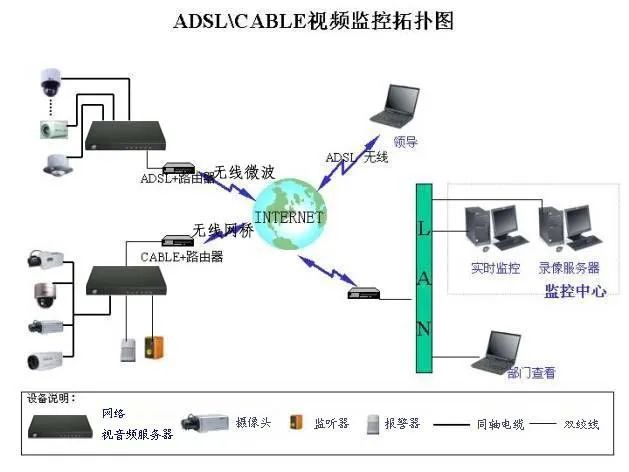 ADSL\CABLE视频监控拓扑图
领导
ADSL 无线
无线微波
ADSL+路由器
INTERNET
无线网桥
CABLE+路由器
LAN
实时监控
录像服务器
监控中心
部门查看
设备说明：
网络
视音频服务器
摄像头
监听器
报警器
同轴电缆
双绞线